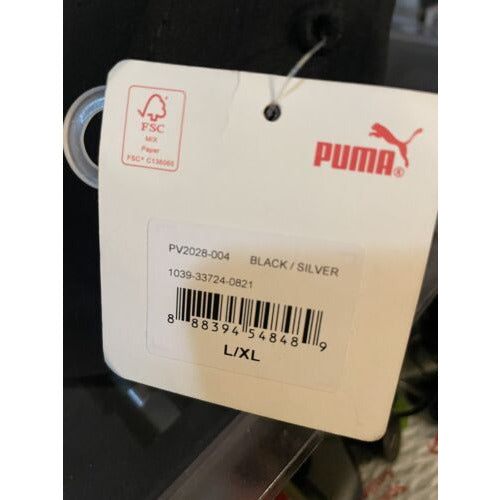 FSC
MIX
Paper
FSC® C136065
PUMA®
PV2028-004 BLACK / SILVER
1039-33724-0821
8 88394 54848 9
L/XL